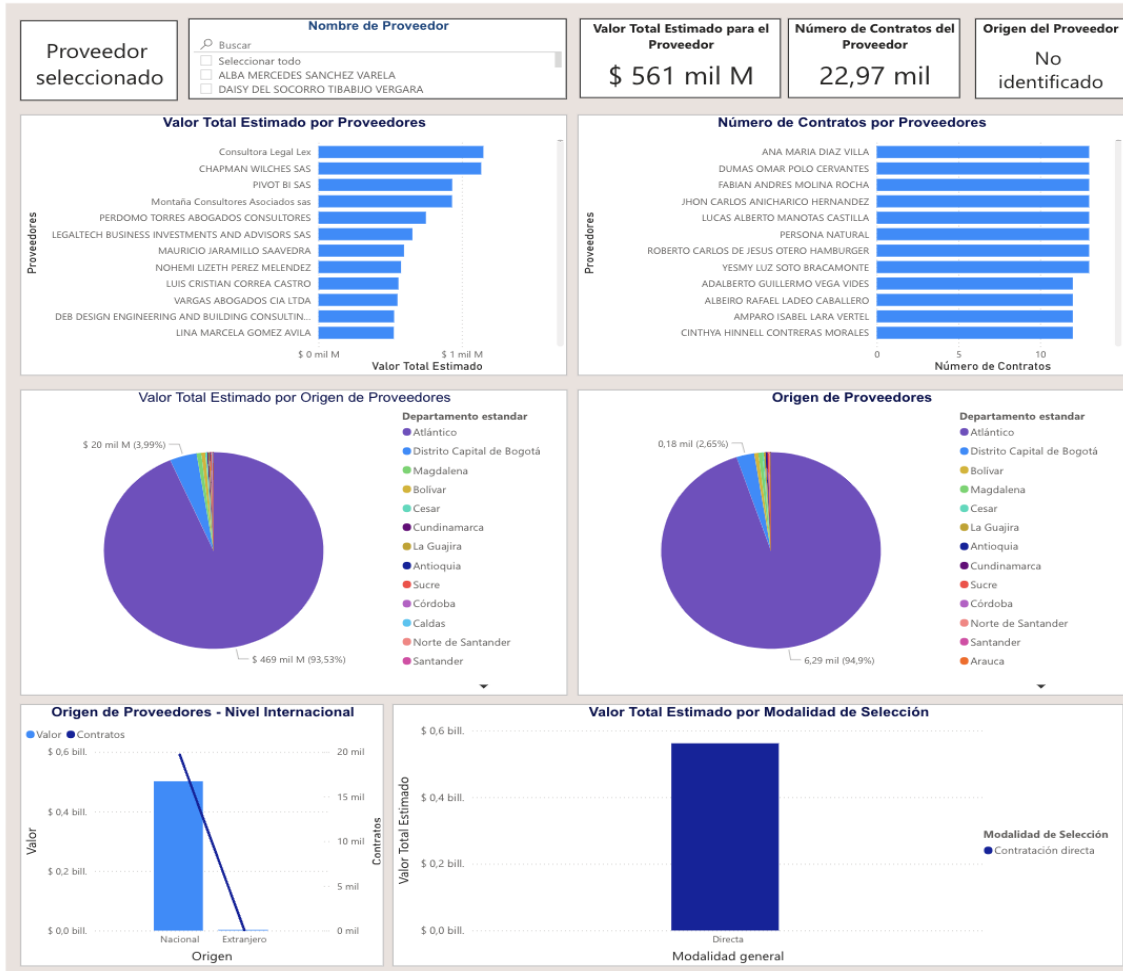 Proveedor
seleccionado
Nombre de Proveedor
Buscar
Seleccionar todo
ALBA MERCEDES SANCHEZ VARELA
DAISY DEL SOCORRO TIBABIJO VERGARA
Valor Total Estimado para el
Proveedor
$ 561 mil M
Número de Contratos del
Proveedor
22,97 mil
Origen del Proveedor
No
identificado
Valor Total Estimado por Proveedores
Proveedores
Consultora Legal Lex
CHAPMAN WILCHES SAS
PIVOT BI SAS
Montaña Consultores Asociados sas
PERDOMO TORRES ABOGADOS CONSULTORES
LEGALTECH BUSINESS INVESTMENTS AND ADVISORS SAS
MAURICIO JARAMILLO SAAVEDRA
NOHEMI LIZETH PEREZ MELENDEZ
LUIS CRISTIAN CORREA CASTRO
VARGAS ABOGADOS CIA LTDA
DEB DESIGN ENGINEERING AND BUILDING CONSULTIN...
LINA MARCELA GOMEZ AVILA
$ 0 mil M
$ 1 mil M
Valor Total Estimado
Número de Contratos por Proveedores
Proveedores
ANA MARIA DIAZ VILLA
DUMAS OMAR POLO CERVANTES
FABIAN ANDRES MOLINA ROCHA
JHON CARLOS ANICHARICO HERNANDEZ
LUCAS ALBERTO MANOTAS CASTILLA
PERSONA NATURAL
ROBERTO CARLOS DE JESUS OTERO HAMBURGER
YESMY LUZ SOTO BRACAMONTE
ADALBERTO GUILLERMO VEGA VIDES
ALBEIRO RAFAEL LADEO CABALLERO
AMPARO ISABEL LARA VERTEL
CINTHYA HINNELL CONTRERAS MORALES
0
5
10
Número de Contratos
Valor Total Estimado por Origen de Proveedores
$ 20 mil M (3,99%)
$ 469 mil M (93,53%)
Departamento estandar
Atlántico
Distrito Capital de Bogotá
Magdalena
Bolívar
Cesar
Cundinamarca
La Guajira
Antioquia
Sucre
Córdoba
Caldas
Norte de Santander
Santander
Origen de Proveedores
0,18 mil (2,65%)
6,29 mil (94,9%)
Departamento estandar
Atlántico
Distrito Capital de Bogotá
Bolívar
Magdalena
Cesar
La Guajira
Antioquia
Cundinamarca
Sucre
Córdoba
Norte de Santander
Santander
Arauca
Origen de Proveedores - Nivel Internacional
Valor
Contratos
Valor
$ 0,6 bill.
$ 0,4 bill.
$ 0,2 bill.
$ 0,0 bill.
20 mil
15 mil
10 mil
5 mil
0 mil
Contratos
Nacional
Extranjero
Origen
Valor Total Estimado por Modalidad de Selección
Valor Total Estimado
$ 0,6 bill.
$ 0,4 bill.
$ 0,2 bill.
$ 0,0 bill.
Directa
Modalidad general
Modalidad de Selección
Contratación directa